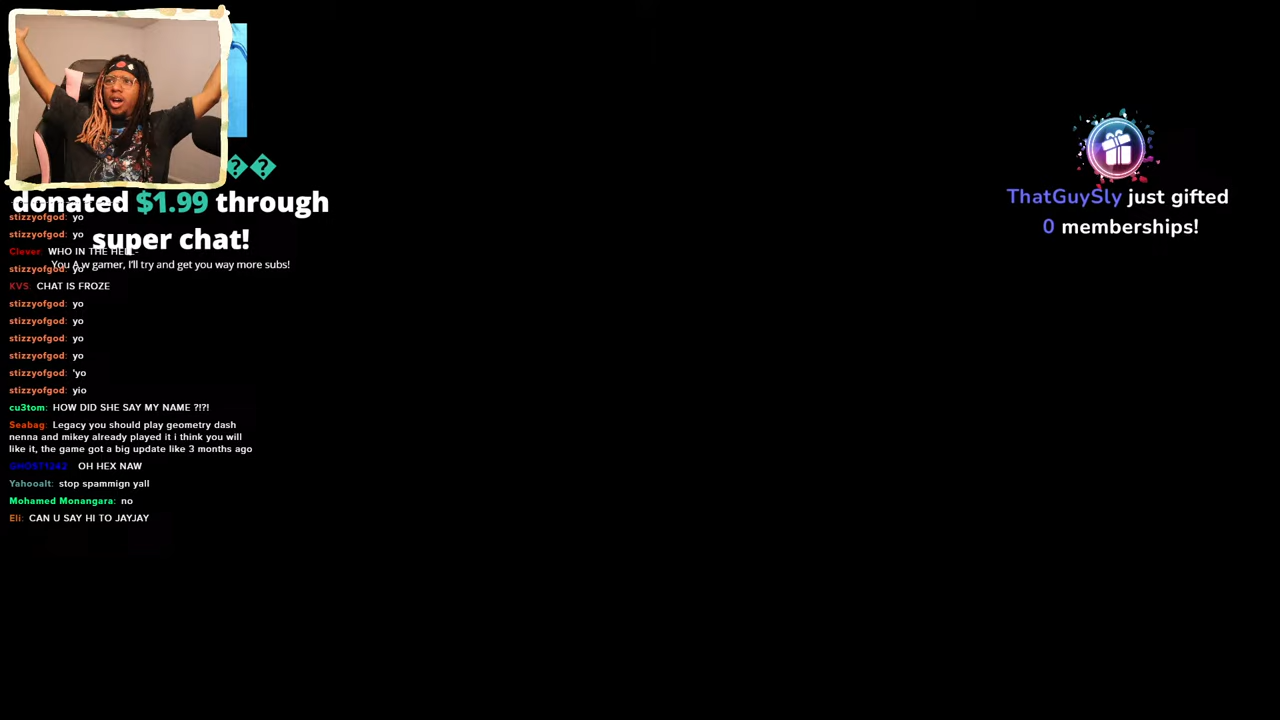 donated $1.99 through
super chat!
You A w gamer, I'll try and get you way more subs!
stizzyofgod: yo
stizzyofgod: yo
Clever: WHO IN THE HELL-
stizzyofgod: yo
KVS: CHAT IS FROZE
stizzyofgod: yo
stizzyofgod: yo
stizzyofgod: yo
stizzyofgod: yo
stizzyofgod: 'yo
stizzyofgod: yio
cu3tom: HOW DID SHE SAY MY NAME ?!?!
Seabag: Legacy you should play geometry dash
nenna and mikey already played it i think you will
like it, the game got a big update like 3 months ago
OH HEX NAW
Yahooalt: stop spammign yall
Mohamed Monangara: no
Eli: CAN U SAY HI TO JAYJAY
ThatGuySly just gifted
0 memberships!